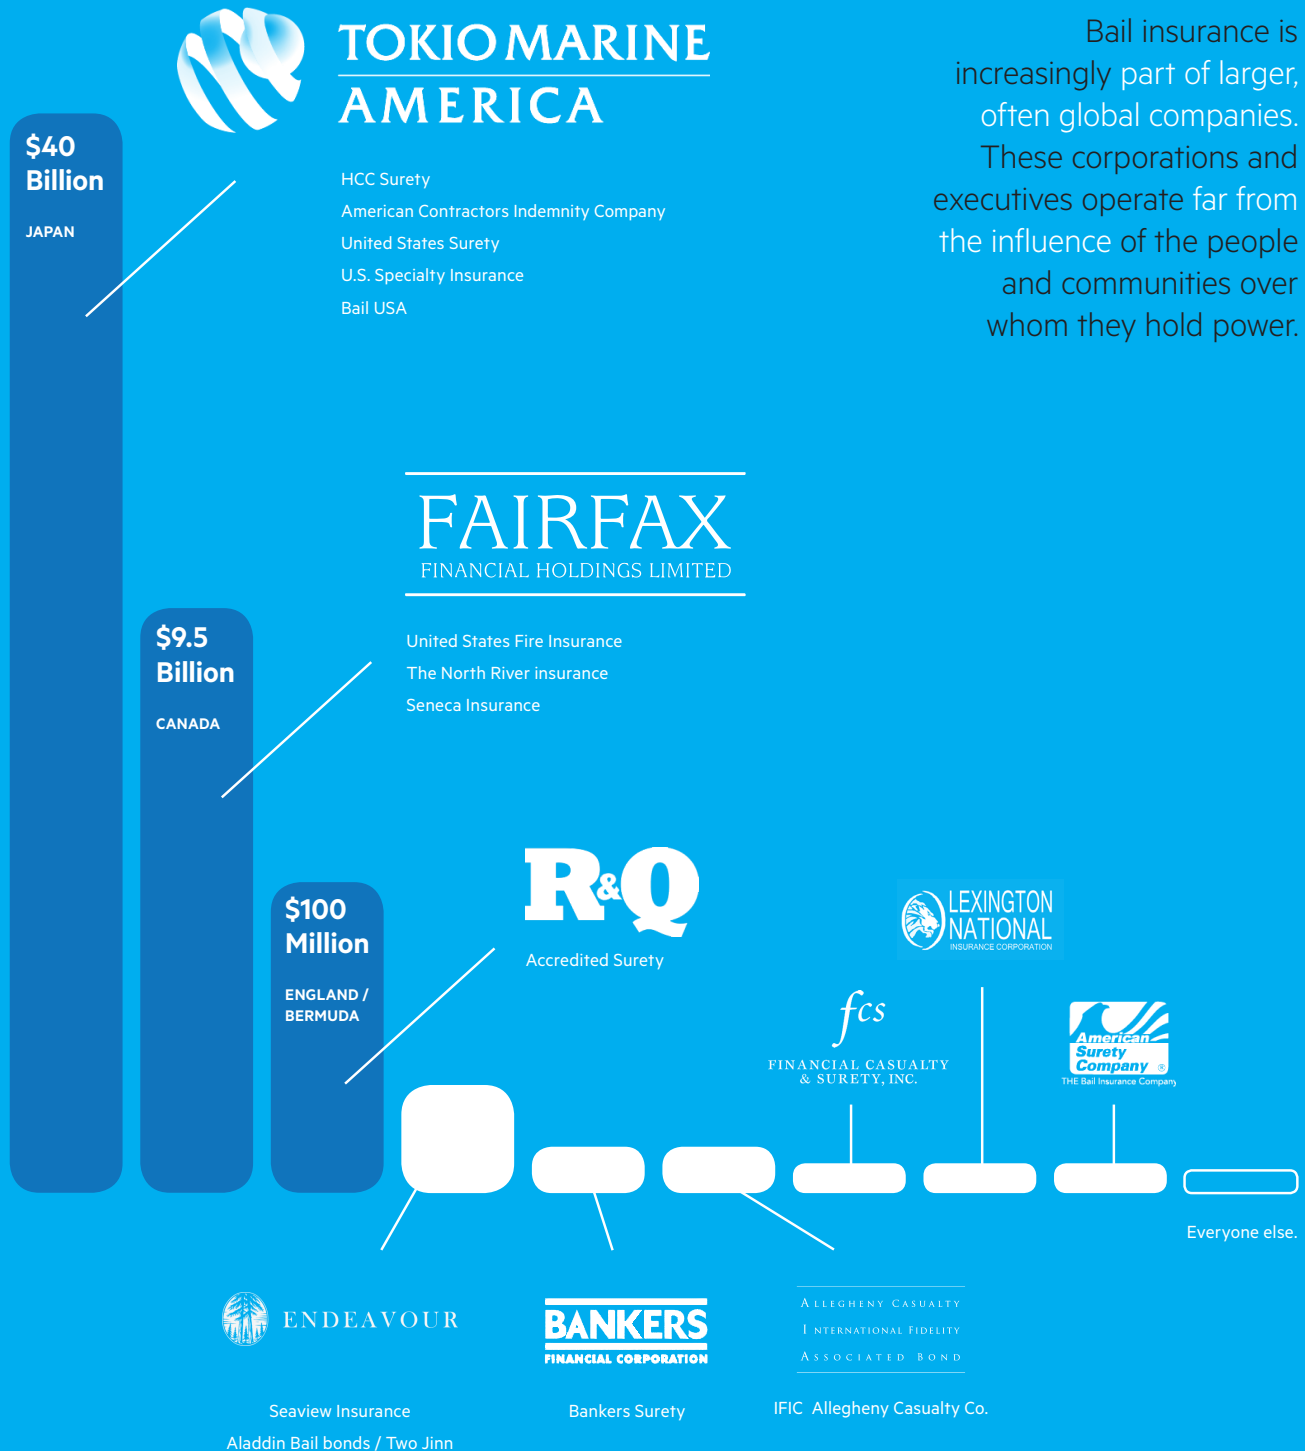 TOKIO MARINE
AMERICA
Bail insurance is
increasingly part of larger,
often global companies.
These corporations and
executives operate far from
the influence of the people
and communities over
whom they hold power.
$40
Billion
JAPAN
HCC Surety
American Contractors Indemnity Company
United States Surety
U.S. Specialty Insurance
Bail USA
FAIRFAX
FINANCIAL HOLDINGS LIMITED
$9.5
Billion
CANADA
United States Fire Insurance
The North River insurance
Seneca Insurance
R&Q
Accredited Surety
$100
Million
ENGLAND /
BERMUDA
LEXINGTON
NATIONAL
INSURANCE CORPORATION
fcs
FINANCIAL CASUALTY
& SURETY, INC.
American
Surety
Company ®
THE Bail Insurance Company
Everyone else.
ENDEAVOUR
Seaview Insurance
Aladdin Bail bonds / Two Jinn
BANKERS
FINANCIAL CORPORATION
Bankers Surety
ALLEGHENY CASUALTY
INTERNATIONAL FIDELITY
ASSOCIATED BOND
IFIC Allegheny Casualty Co.